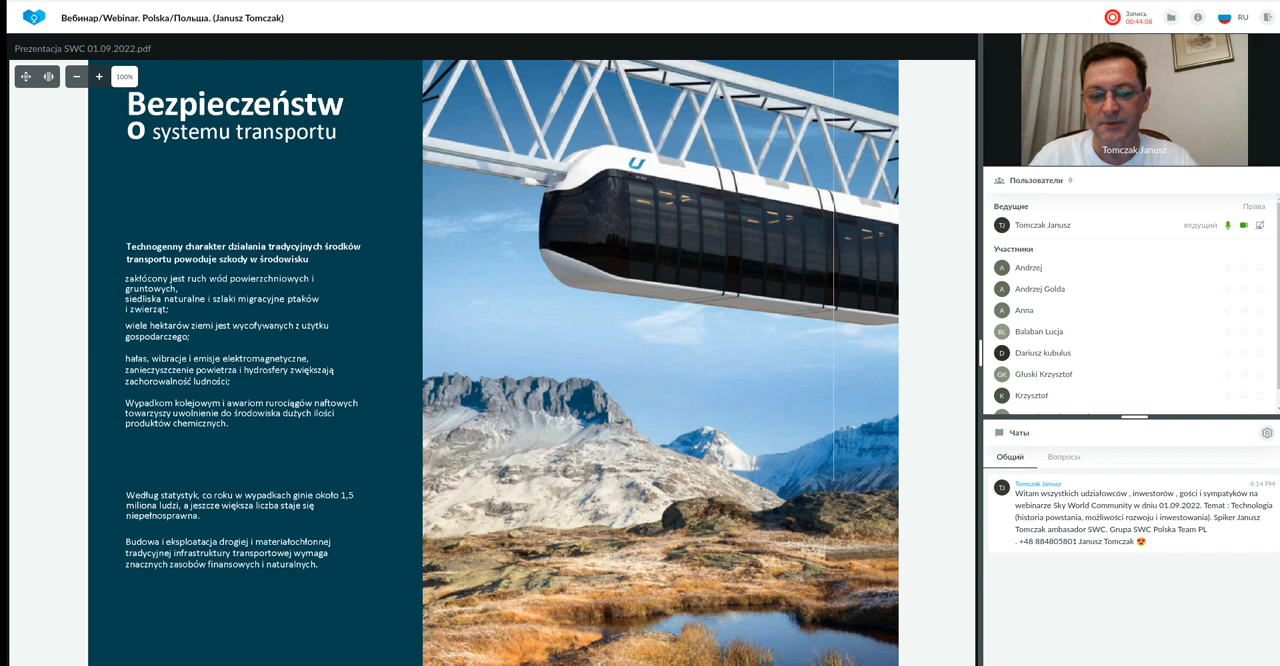 Вебинар/Webinar. Polska/Польша. (Janusz Tomczak)
Запись
00:44:08
RU
Prezentacja SWC 01.09.2022.pdf
100%
Bezpieczeństw
o systemu transportu
Technogenny charakter działania tradycyjnych środków
transportu powoduje szkody w środowisku
zakłócony jest ruch wód powierzchniowych i
gruntowych,
siedliska naturalne i szlaki migracyjne ptaków
i zwierząt;
wiele hektarów ziemi jest wycofywanych z użytku
gospodarczego;
hałas, wibracje i emisje elektromagnetyczne,
zanieczyszczenie powietrza i hydrosfery zwiększają
zachorowalność ludności;
Wypadkom kolejowym i awariom rurociągów naftowych
towarzyszy uwolnienie do środowiska dużych ilości
produktów chemicznych.
Według statystyk, co roku w wypadkach ginie około 1,5
miliona ludzi, a jeszcze większa liczba staje się
niepełnosprawna.
Budowa i eksploatacja drogiej i materiałochłonnej
tradycyjnej infrastruktury transportowej wymaga
znacznych zasobów finansowych i naturalnych.
Tomczak Janusz
Пользователи 9
Ведущие Права
TJ Tomczak Janusz ведущий
Участники
A Andrzej
A Andrzej Golda
A Anna
BL Balaban Lucja
D Dariusz kubulus
GK Głuski Krzysztof
K Krzysztof
Чаты
Общий Вопросы
TJ Tomczak Janusz 4:14 PM
Witam wszystkich udziałowców , inwestorów , gości i sympatyków na
webinarze Sky World Community w dniu 01.09.2022. Temat : Technologia
(historia powstania, możliwości rozwoju i inwestowania). Spiker Janusz
Tomczak ambasador SWC. Grupa SWC Polska Team PL
. +48 884805801 Janusz Tomczak 😍